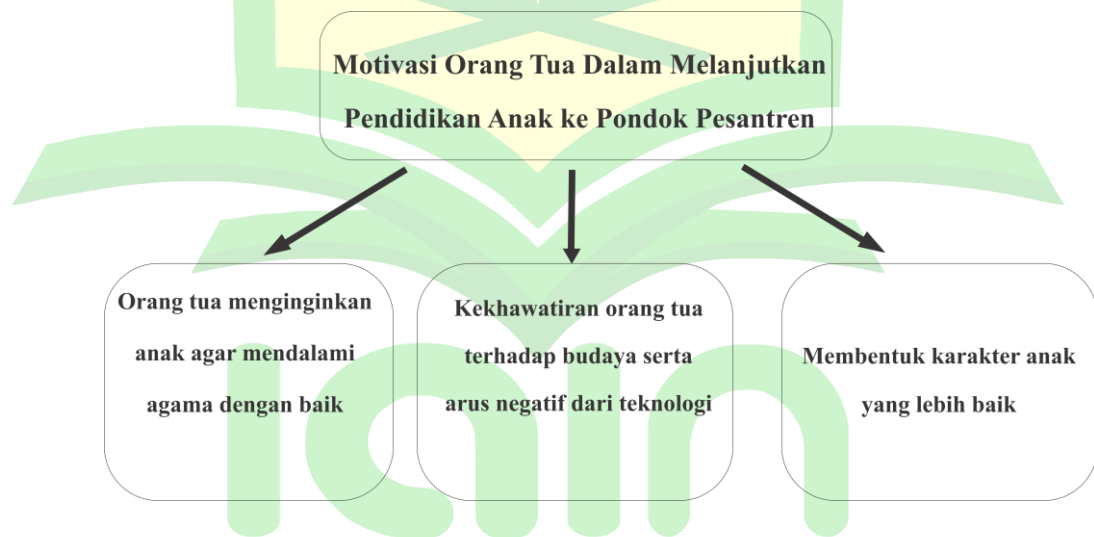 Motivasi Orang Tua Dalam Melanjutkan
Pendidikan Anak ke Pondok Pesantren
Orang tua menginginkan
anak agar mendalami
agama dengan baik
Kekhawatiran orang tua
terhadap budaya serta
arus negatif dari teknologi
Membentuk karakter anak
yang lebih baik
iain